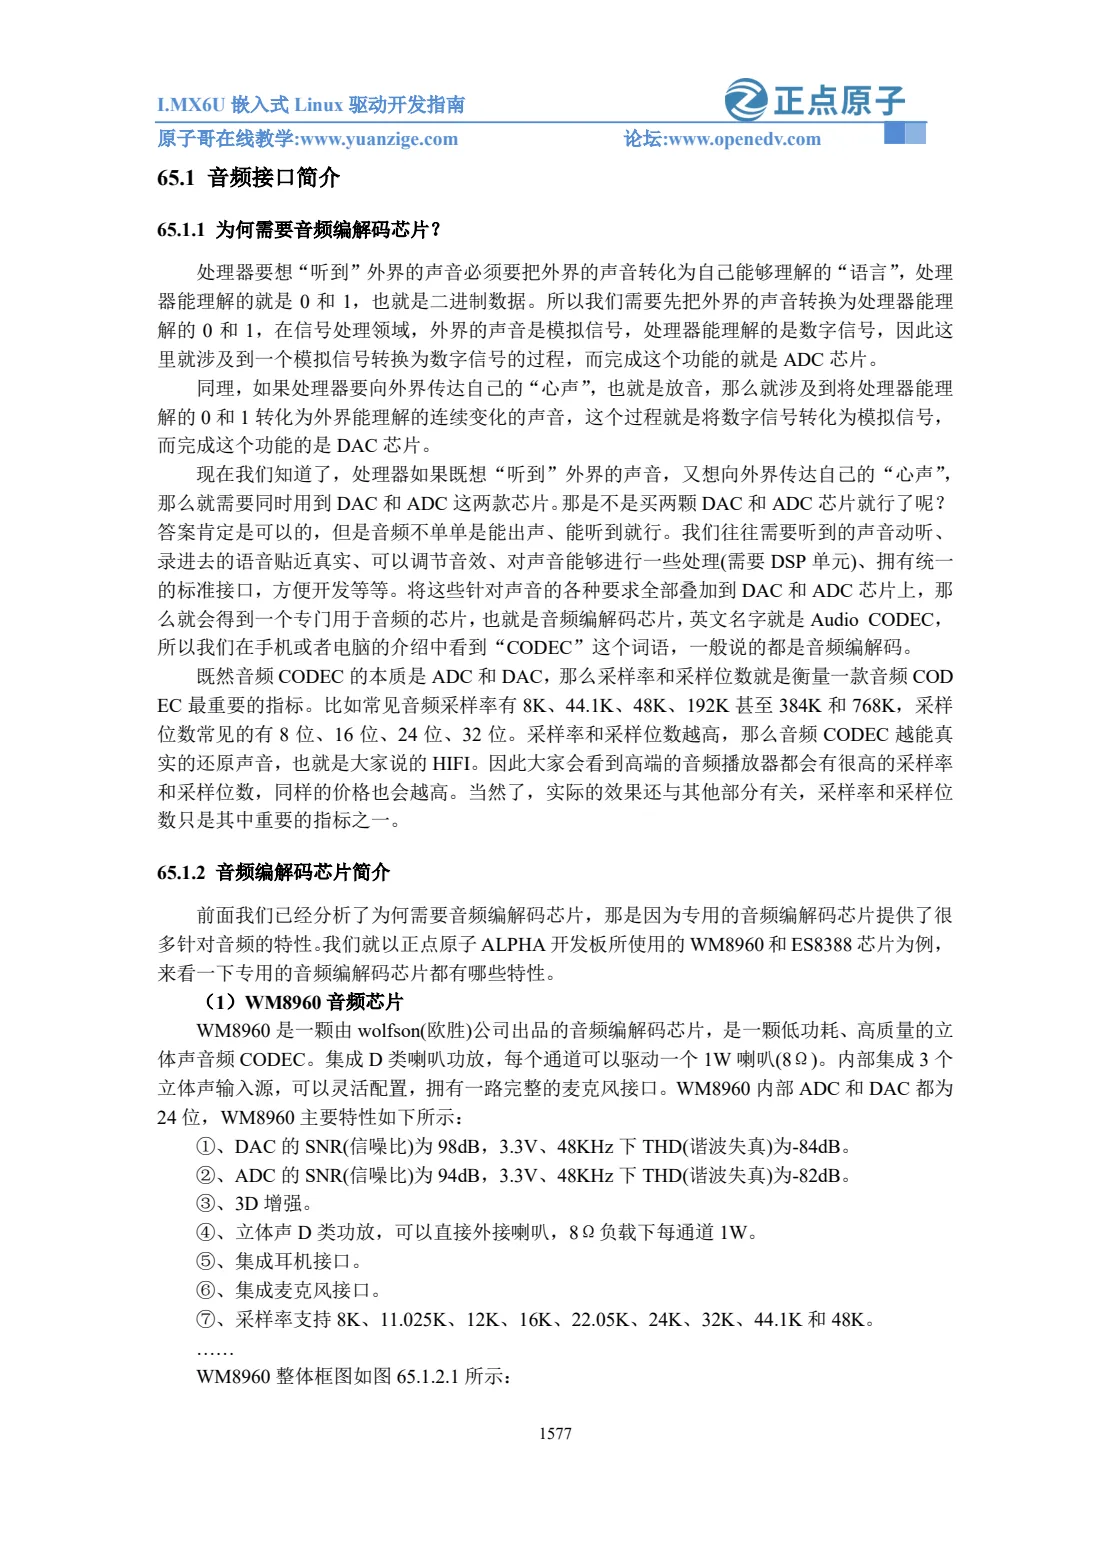 I.MX6U 嵌入式 Linux 驱动开发指南
正点原子
原子哥在线教学:www.yuanzige.com 论坛:www.openedv.com
65.1 音频接口简介
65.1.1 为何需要音频编解码芯片？
处理器要想“听到”外界的声音必须要把外界的声音转化为自己能够理解的“语言”，处理
器能理解的就是 0 和 1，也就是二进制数据。所以我们需要先把外界的声音转换为处理器能理
解的 0 和 1，在信号处理领域，外界的声音是模拟信号，处理器能理解的是数字信号，因此这
里就涉及到一个模拟信号转换为数字信号的过程，而完成这个功能的就是 ADC 芯片。
同理，如果处理器要向外界传达自己的“心声”，也就是放音，那么就涉及到将处理器能理
解的 0 和 1 转化为外界能理解的连续变化的声音，这个过程就是将数字信号转化为模拟信号，
而完成这个功能的是 DAC 芯片。
现在我们知道了，处理器如果既想“听到”外界的声音，又想向外界传达自己的“心声”，
那么就需要同时用到 DAC 和 ADC 这两款芯片。那是不是买两颗 DAC 和 ADC 芯片就行了呢？
答案肯定是可以的，但是音频不单单是能出声、能听到就行。我们往往需要听到的声音动听、
录进去的语音贴近真实、可以调节音效、对声音能够进行一些处理(需要 DSP 单元)、拥有统一
的标准接口，方便开发等等。将这些针对声音的各种要求全部叠加到 DAC 和 ADC 芯片上，那
么就会得到一个专门用于音频的芯片，也就是音频编解码芯片，英文名字就是 Audio CODEC，
所以我们在手机或者电脑的介绍中看到“CODEC”这个词语，一般说的都是音频编解码。
既然音频 CODEC 的本质是 ADC 和 DAC，那么采样率和采样位数就是衡量一款音频 COD
EC 最重要的指标。比如常见音频采样率有 8K、44.1K、48K、192K 甚至 384K 和 768K，采样
位数常见的有 8 位、16 位、24 位、32 位。采样率和采样位数越高，那么音频 CODEC 越能真
实的还原声音，也就是大家说的 HIFI。因此大家会看到高端的音频播放器都会有很高的采样率
和采样位数，同样的价格也会越高。当然了，实际的效果还与其他部分有关，采样率和采样位
数只是其中重要的指标之一。
65.1.2 音频编解码芯片简介
前面我们已经分析了为何需要音频编解码芯片，那是因为专用的音频编解码芯片提供了很
多针对音频的特性。我们就以正点原子 ALPHA 开发板所使用的 WM8960 和 ES8388 芯片为例，
来看一下专用的音频编解码芯片都有哪些特性。
（1）WM8960 音频芯片
WM8960 是一颗由 wolfson(欧胜)公司出品的音频编解码芯片，是一颗低功耗、高质量的立
体声音频 CODEC。集成 D 类喇叭功放，每个通道可以驱动一个 1W 喇叭(8Ω)。内部集成 3 个
立体声输入源，可以灵活配置，拥有一路完整的麦克风接口。WM8960 内部 ADC 和 DAC 都为
24 位，WM8960 主要特性如下所示：
①、DAC 的 SNR(信噪比)为 98dB，3.3V、48KHz 下 THD(谐波失真)为-84dB。
②、ADC 的 SNR(信噪比)为 94dB，3.3V、48KHz 下 THD(谐波失真)为-82dB。
③、3D 增强。
④、立体声 D 类功放，可以直接外接喇叭，8Ω负载下每通道 1W。
⑤、集成耳机接口。
⑥、集成麦克风接口。
⑦、采样率支持 8K、11.025K、12K、16K、22.05K、24K、32K、44.1K 和 48K。
……
WM8960 整体框图如图 65.1.2.1 所示：
1577